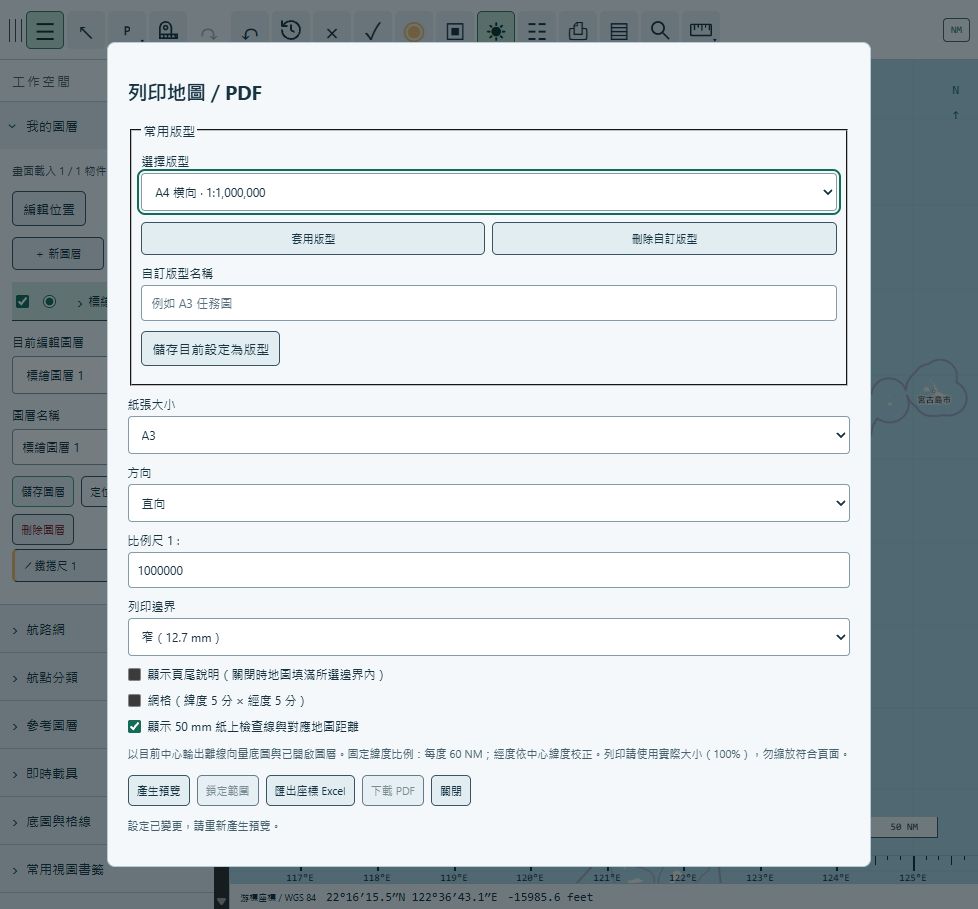 P
NM
工作空間
N
↑
我的圖層
畫面載入 1 / 1 物件
編輯位置
+ 新圖層
目前編輯圖層
標繪圖層 1
圖層名稱
標繪圖層 1
儲存圖層
刪除圖層
鐵捲尺 1
航路網
航點分類
參考圖層
即時載具
底圖與格線
常用視圖書籤
列印地圖 / PDF
常用版型
選擇版型
A4 橫向 · 1:1,000,000
套用版型 刪除自訂版型
自訂版型名稱
例如 A3 任務圖
儲存目前設定為版型
紙張大小
A3
方向
直向
比例尺 1 :
1000000
列印邊界
窄 ( 12.7 mm )
顯示頁尾說明 ( 關閉時地圖填滿所選邊界內 )
網格 ( 緯度 5 分 × 經度 5 分 )
顯示 50 mm 紙上檢查線與對應地圖距離
以目前中心輸出離線向量底圖與已開啟圖層。固定緯度比例：每度 60 NM；經度依中心緯度校正。列印請使用實際大小 ( 100% )，勿縮放符合頁面。
產生預覽 鎖定範圍 匯出座標 Excel 下載 PDF 關閉
設定已變更，請重新產生預覽。
宮古島市
50 NM
117°E 118°E 119°E 120°E 121°E 122°E 123°E 124°E 125°E
游標座標 / WGS 84 22°16′15.5″N 122°36′43.1″E -15985.6 feet